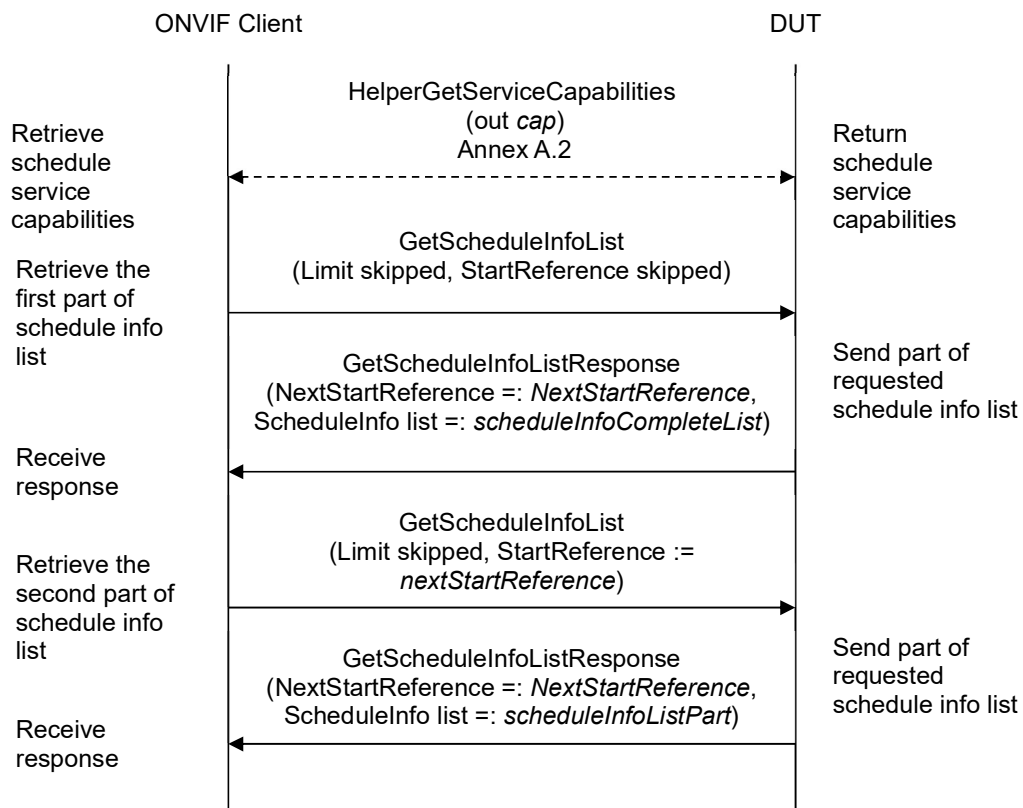 ONVIF Client
DUT
HelperGetServiceCapabilities
(out cap)
Annex A.2
Retrieve
schedule
service
capabilities
Return
schedule
service
capabilities
GetScheduleInfoList
(Limit skipped, StartReference skipped)
Retrieve the
first part of
schedule info
list
GetScheduleInfoListResponse
(NextStartReference =: NextStartReference,
ScheduleInfo list =: scheduleInfoCompleteList)
Send part of
requested
schedule info list
Receive
response
GetScheduleInfoList
(Limit skipped, StartReference :=
nextStartReference)
Retrieve the
second part of
schedule info
list
GetScheduleInfoListResponse
(NextStartReference =: NextStartReference,
ScheduleInfo list =: scheduleInfoListPart)
Send part of
requested
schedule info list
Receive
response